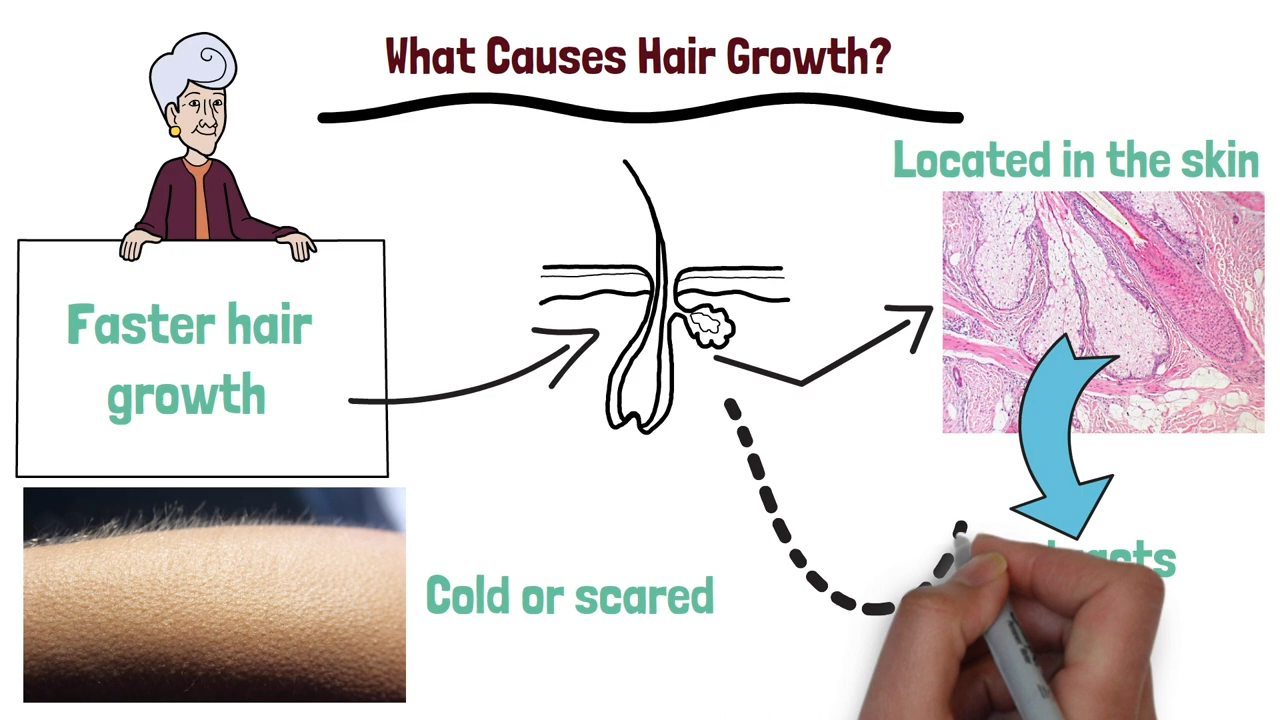 What Causes Hair Growth?
Located in the skin
Faster hair
growth
Cold or scared